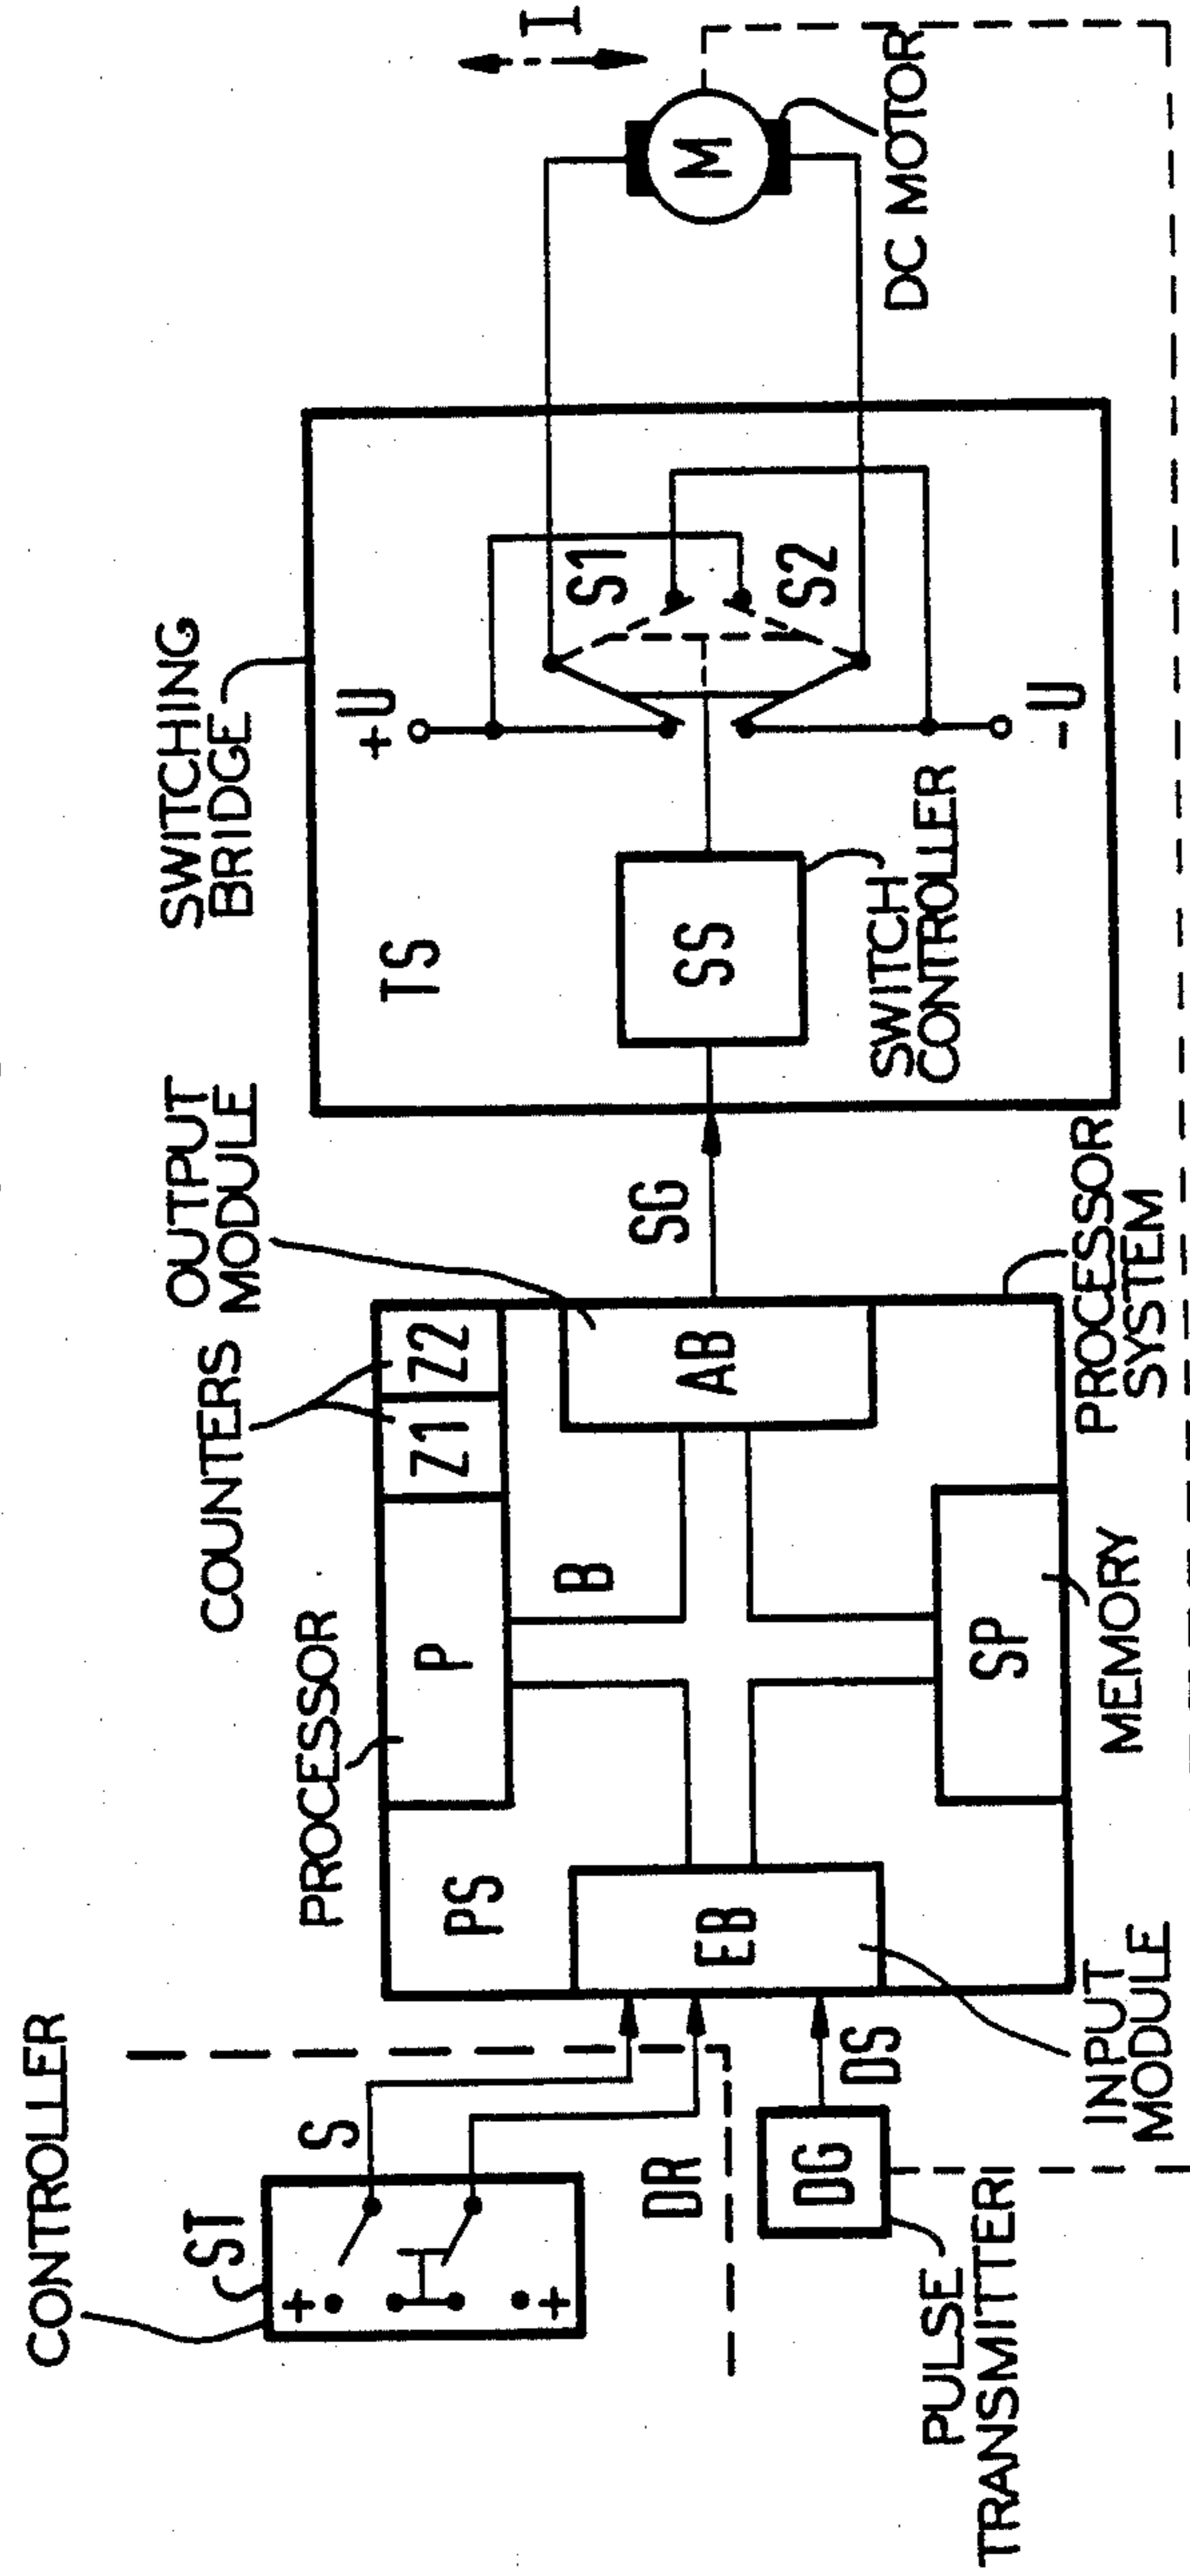 CONTROLLER
ST
+
+
S
DR
PULSE
TRANSMITTER
DG
DS
INPUT
MODULE
EB
PS
PROCESSOR
P
B
SP
MEMORY
COUNTERS
Z1
Z2
OUTPUT
MODULE
AB
PROCESSOR
SYSTEM
SG
SWITCHING
BRIDGE
TS
SS
SWITCH
CONTROLLER
+U
-U
S1
S2
M
DC MOTOR
I